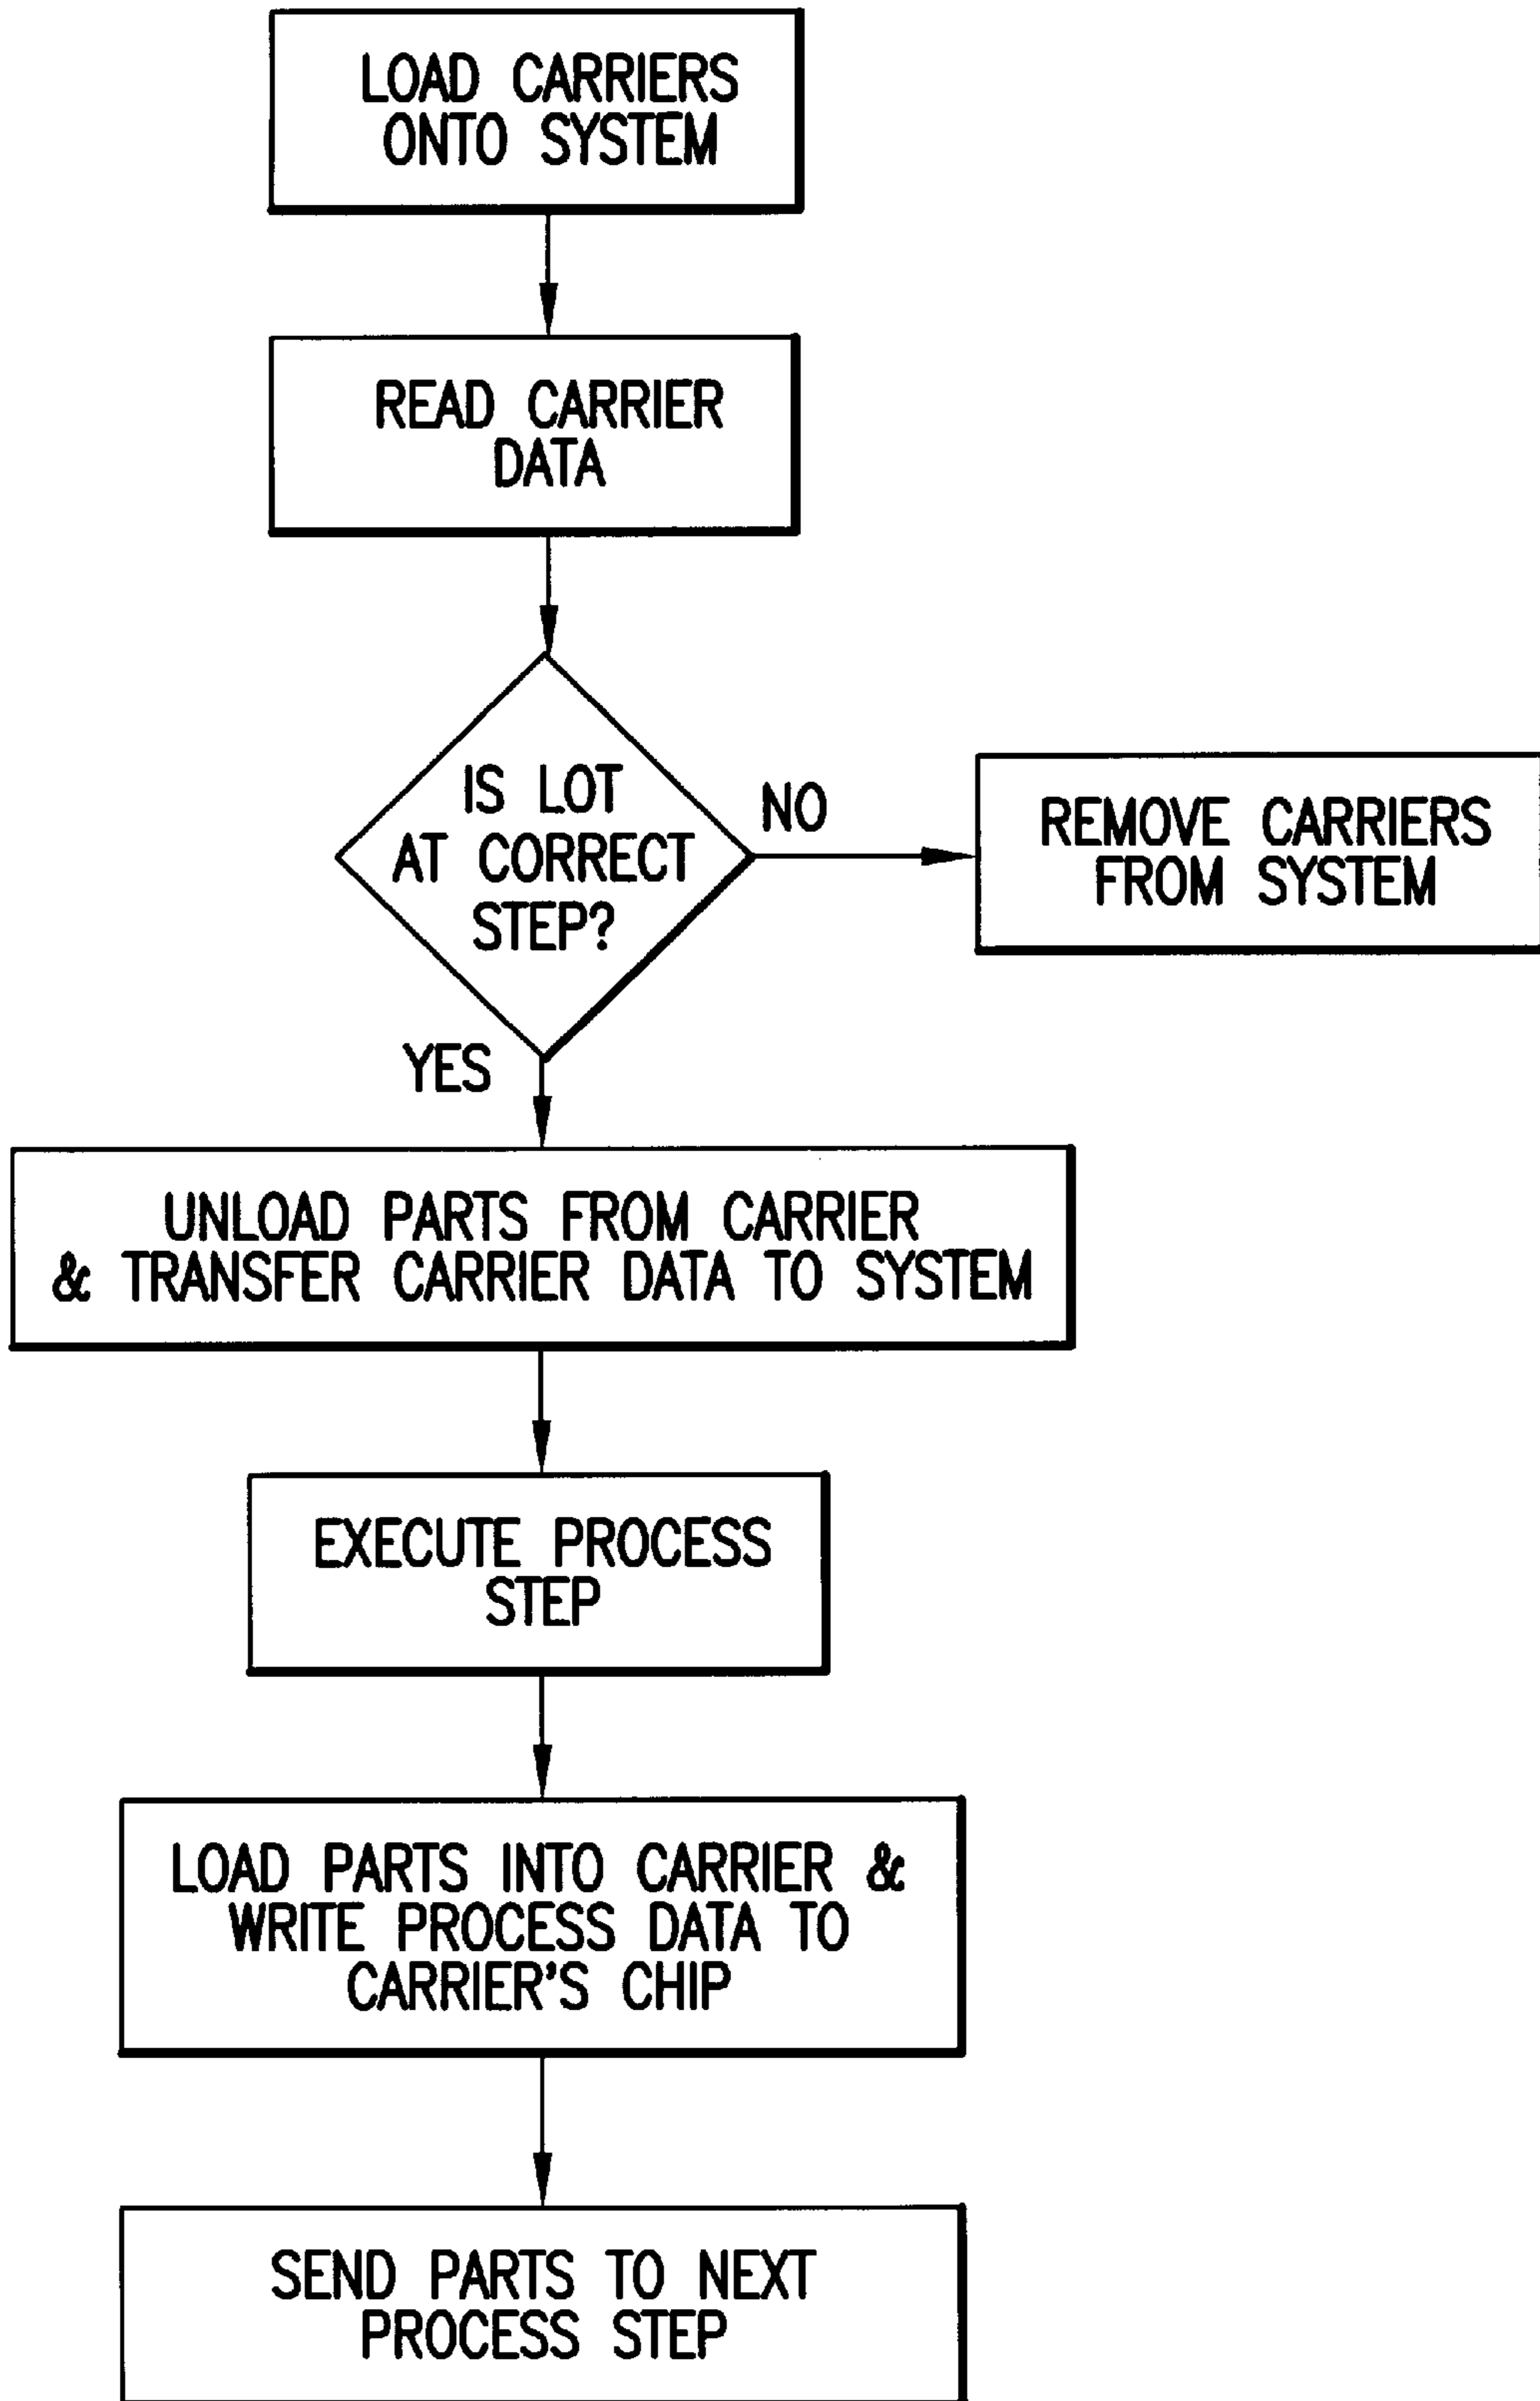 LOAD CARRIERS
ONTO SYSTEM
READ CARRIER
DATA
IS LOT
AT CORRECT
STEP?
NO
REMOVE CARRIERS
FROM SYSTEM
YES
UNLOAD PARTS FROM CARRIER
& TRANSFER CARRIER DATA TO SYSTEM
EXECUTE PROCESS
STEP
LOAD PARTS INTO CARRIER &
WRITE PROCESS DATA TO
CARRIER'S CHIP
SEND PARTS TO NEXT
PROCESS STEP